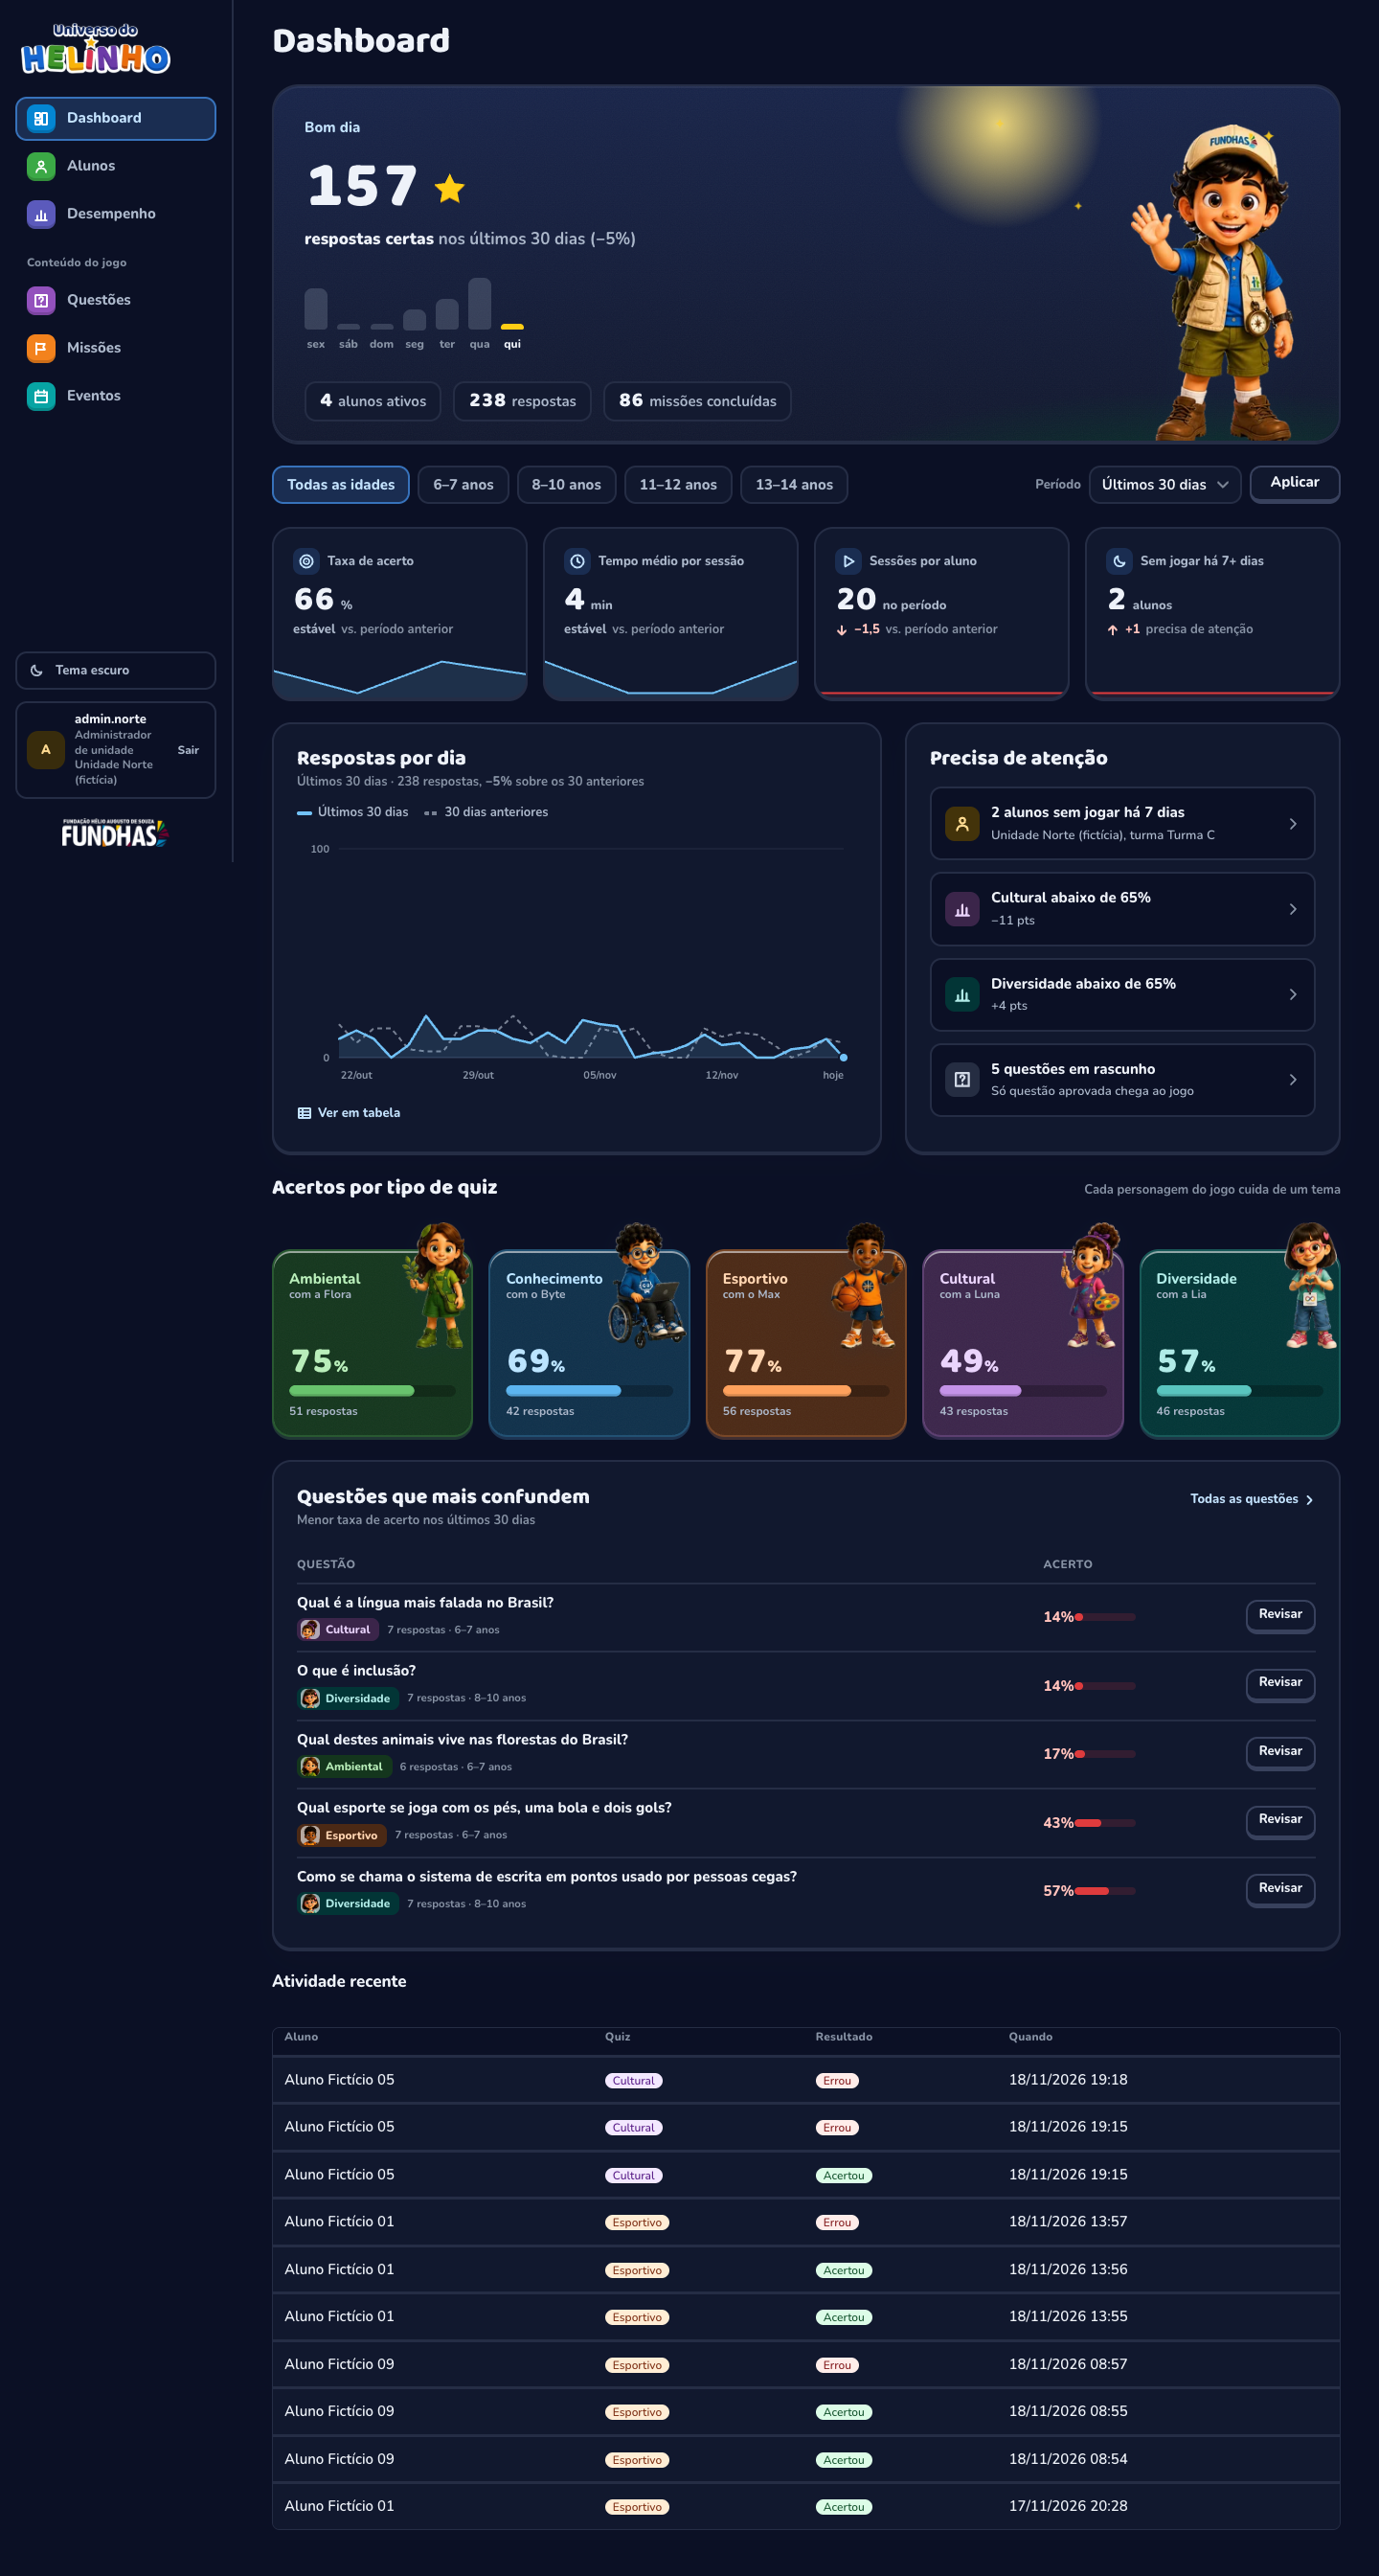 Universo do
HELINHO
Dashboard
Alunos
Desempenho
Conteúdo do jogo
Questões
Missões
Eventos
Tema escuro
A
admin.norte
Administrador
de unidade
Unidade Norte
(fictícia)
Sair
FUNDAÇÃO HÉLIO AUGUSTO DE SOUZA
FUNDHAS
Dashboard
Bom dia
157
respostas certas nos últimos 30 dias (−5%)
sex sáb dom seg ter qua qui
4 alunos ativos
238 respostas
86 missões concluídas
FUNDHAS
Todas as idades
6–7 anos
8–10 anos
11–12 anos
13–14 anos
Período
Últimos 30 dias
Aplicar
Taxa de acerto
66 %
estável vs. período anterior
Tempo médio por sessão
4 min
estável vs. período anterior
Sessões por aluno
20 no período
−1,5 vs. período anterior
Sem jogar há 7+ dias
2 alunos
+1 precisa de atenção
Respostas por dia
Últimos 30 dias · 238 respostas, −5% sobre os 30 anteriores
Últimos 30 dias
30 dias anteriores
100
0
22/out 29/out 05/nov 12/nov hoje
Ver em tabela
Precisa de atenção
2 alunos sem jogar há 7 dias
Unidade Norte (fictícia), turma Turma C
Cultural abaixo de 65%
−11 pts
Diversidade abaixo de 65%
+4 pts
5 questões em rascunho
Só questão aprovada chega ao jogo
Acertos por tipo de quiz
Cada personagem do jogo cuida de um tema
Ambiental
com a Flora
75%
51 respostas
Conhecimento
com o Byte
69%
42 respostas
Esportivo
com o Max
77%
56 respostas
Cultural
com a Luna
49%
43 respostas
Diversidade
com a Lia
57%
46 respostas
Questões que mais confundem
Menor taxa de acerto nos últimos 30 dias
Todas as questões
QUESTÃO ACERTO
Qual é a língua mais falada no Brasil?
Cultural 7 respostas · 6–7 anos
14%
Revisar
O que é inclusão?
Diversidade 7 respostas · 8–10 anos
14%
Revisar
Qual destes animais vive nas florestas do Brasil?
Ambiental 6 respostas · 6–7 anos
17%
Revisar
Qual esporte se joga com os pés, uma bola e dois gols?
Esportivo 7 respostas · 6–7 anos
43%
Revisar
Como se chama o sistema de escrita em pontos usado por pessoas cegas?
Diversidade 7 respostas · 8–10 anos
57%
Revisar
Atividade recente
Aluno Quiz Resultado Quando
Aluno Fictício 05 Cultural Errou 18/11/2026 19:18
Aluno Fictício 05 Cultural Errou 18/11/2026 19:15
Aluno Fictício 05 Cultural Acertou 18/11/2026 19:15
Aluno Fictício 01 Esportivo Errou 18/11/2026 13:57
Aluno Fictício 01 Esportivo Acertou 18/11/2026 13:56
Aluno Fictício 01 Esportivo Acertou 18/11/2026 13:55
Aluno Fictício 09 Esportivo Errou 18/11/2026 08:57
Aluno Fictício 09 Esportivo Acertou 18/11/2026 08:55
Aluno Fictício 09 Esportivo Acertou 18/11/2026 08:54
Aluno Fictício 01 Esportivo Acertou 17/11/2026 20:28